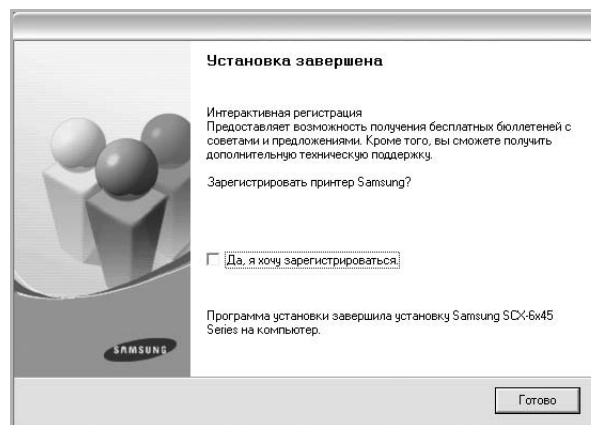 Установка завершена
Интерактивная регистрация
Предоставляет возможность получения бесплатных бюллетеней с
советами и предложениями. Кроме того, вы сможете получить
дополнительную техническую поддержку.
Зарегистрировать принтер Samsung?
Да, я хочу зарегистрироваться.
Программа установки завершила установку Samsung SCX-6x45
Series на компьютер.
SAMSUNG
Готово